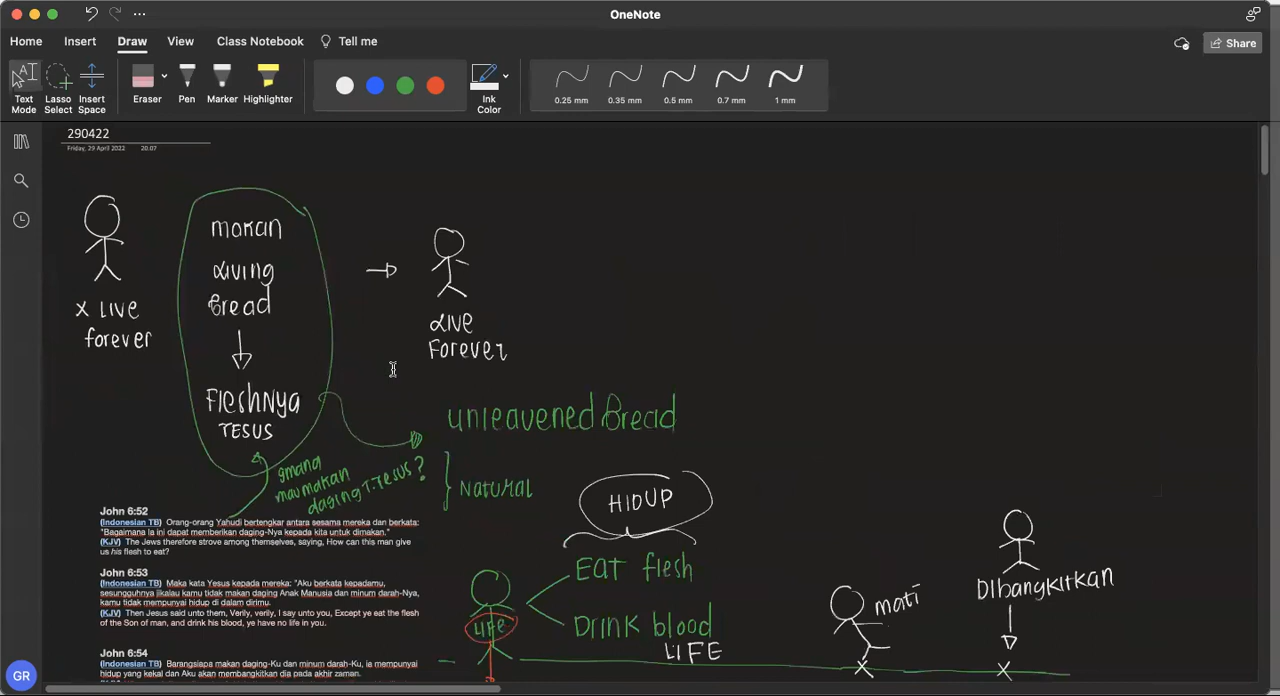 OneNote
Home Insert Draw View Class Notebook Tell me
Share
Text Mode
Lasso Select
Insert Space
Eraser
Pen
Marker
Highlighter
Ink Color
0.25 mm
0.35 mm
0.5 mm
0.7 mm
1 mm
290422
Friday, 29 April 2022 20.07
makan
Living
Bread
Fleshnya
JESUS
X Live
forever
Live
Forever
unleavened Bread
gmana
mau makan
daging T.Jesus?
Natural
HIDUP
Eat flesh
Drink blood
LIFE
LIFE
mati
Dibangkitkan
X
X
John 6:52
(Indonesian TB) Orang-orang Yahudi bertengkar antara sesama mereka dan berkata:
"Bagaimana Ia ini dapat memberikan daging-Nya kepada kita untuk dimakan."
(KJV) The Jews therefore strove among themselves, saying, How can this man give
us his flesh to eat?
John 6:53
(Indonesian TB) Maka kata Yesus kepada mereka: "Aku berkata kepadamu,
sesungguhnya jikalau kamu tidak makan daging Anak Manusia dan minum darah-Nya,
kamu tidak mempunyai hidup di dalam dirimu.
(KJV) Then Jesus said unto them, Verily, verily, I say unto you, Except ye eat the flesh
of the Son of man, and drink his blood, ye have no life in you.
John 6:54
(Indonesian TB) Barangsiapa makan daging-Ku dan minum darah-Ku, ia mempunyai
hidup yang kekal dan Aku akan membangkitkan dia pada akhir zaman.
GR